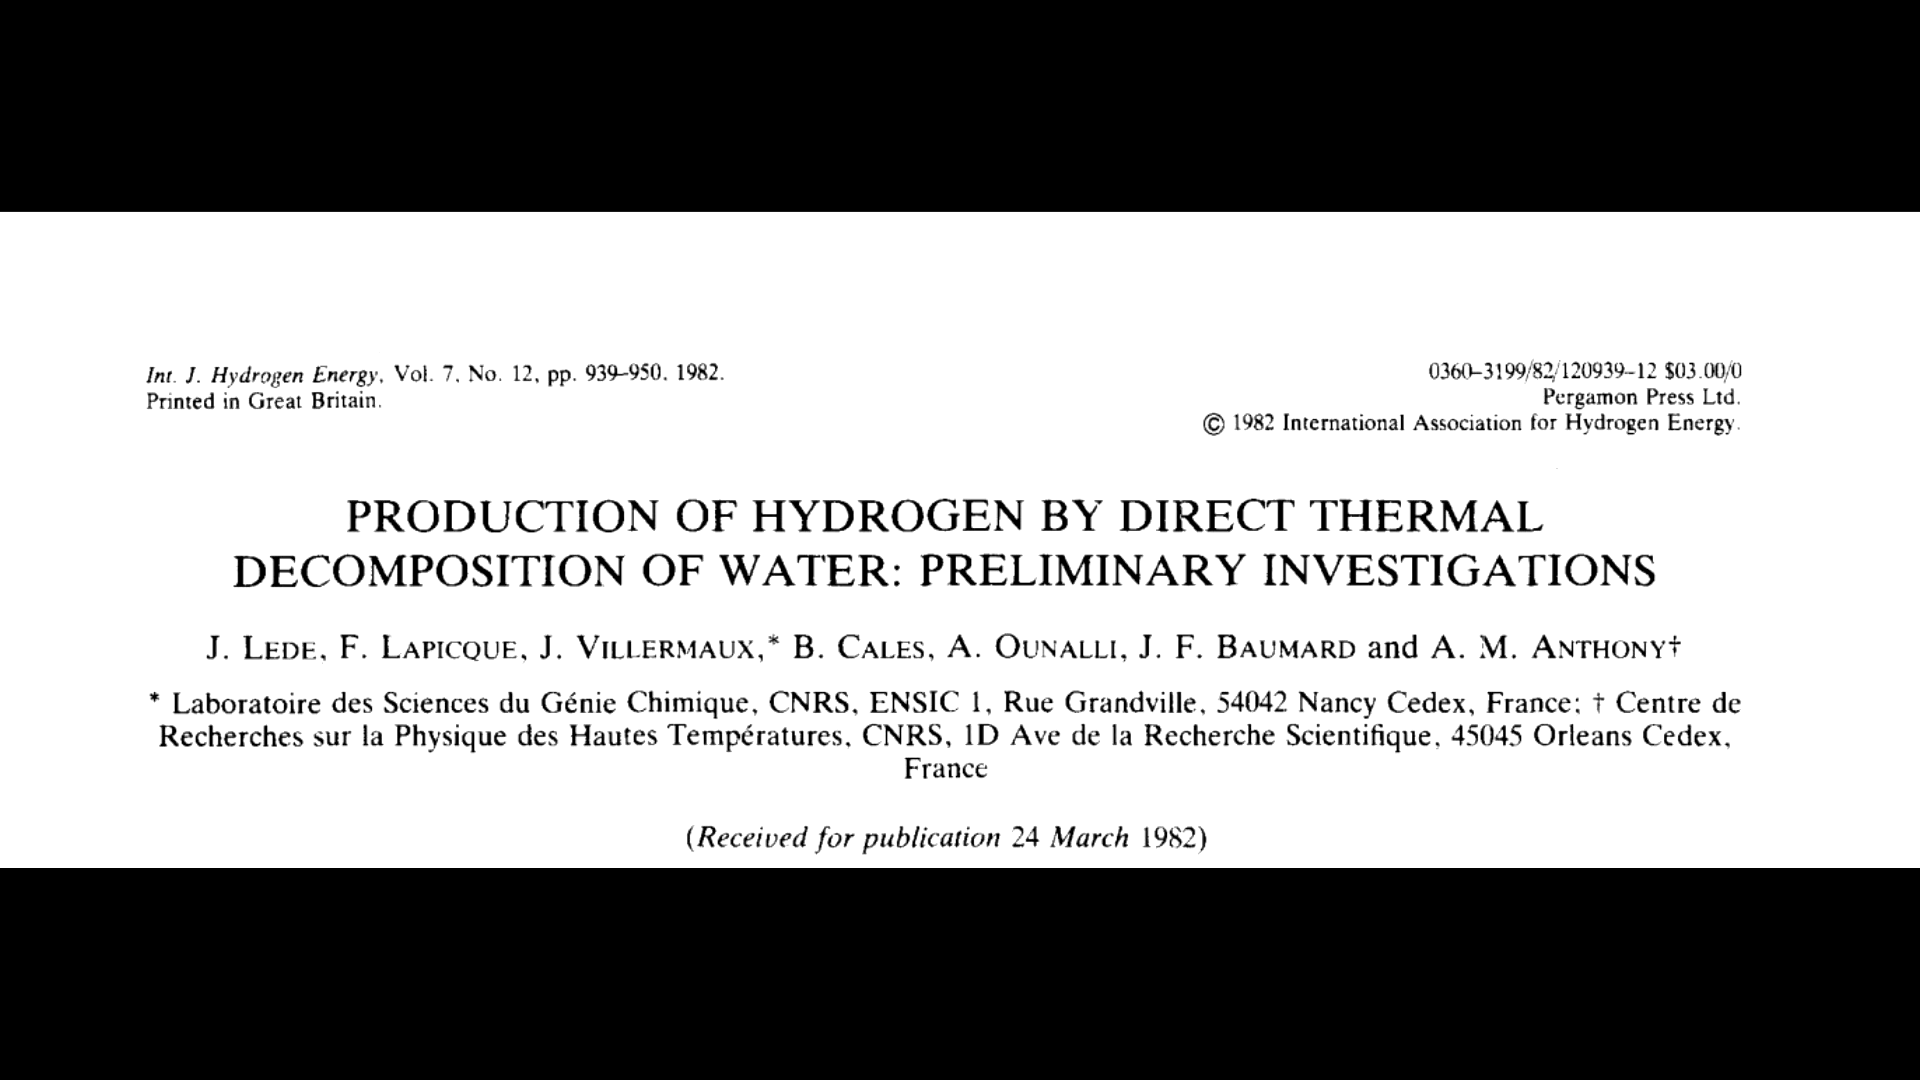 Int. J. Hydrogen Energy, Vol. 7, No. 12, pp. 939–950. 1982.
Printed in Great Britain.
0360–3199/82/120939–12 $03.00/0
Pergamon Press Ltd.
© 1982 International Association for Hydrogen Energy.
PRODUCTION OF HYDROGEN BY DIRECT THERMAL
DECOMPOSITION OF WATER: PRELIMINARY INVESTIGATIONS
J. LEDE, F. LAPICQUE, J. VILLERMAUX,* B. CALES, A. OUNALLI, J. F. BAUMARD and A. M. ANTHONY†
* Laboratoire des Sciences du Génie Chimique, CNRS, ENSIC 1, Rue Grandville, 54042 Nancy Cedex, France; † Centre de
Recherches sur la Physique des Hautes Températures, CNRS, 1D Ave de la Recherche Scientifique, 45045 Orleans Cedex,
France
(Received for publication 24 March 1982)